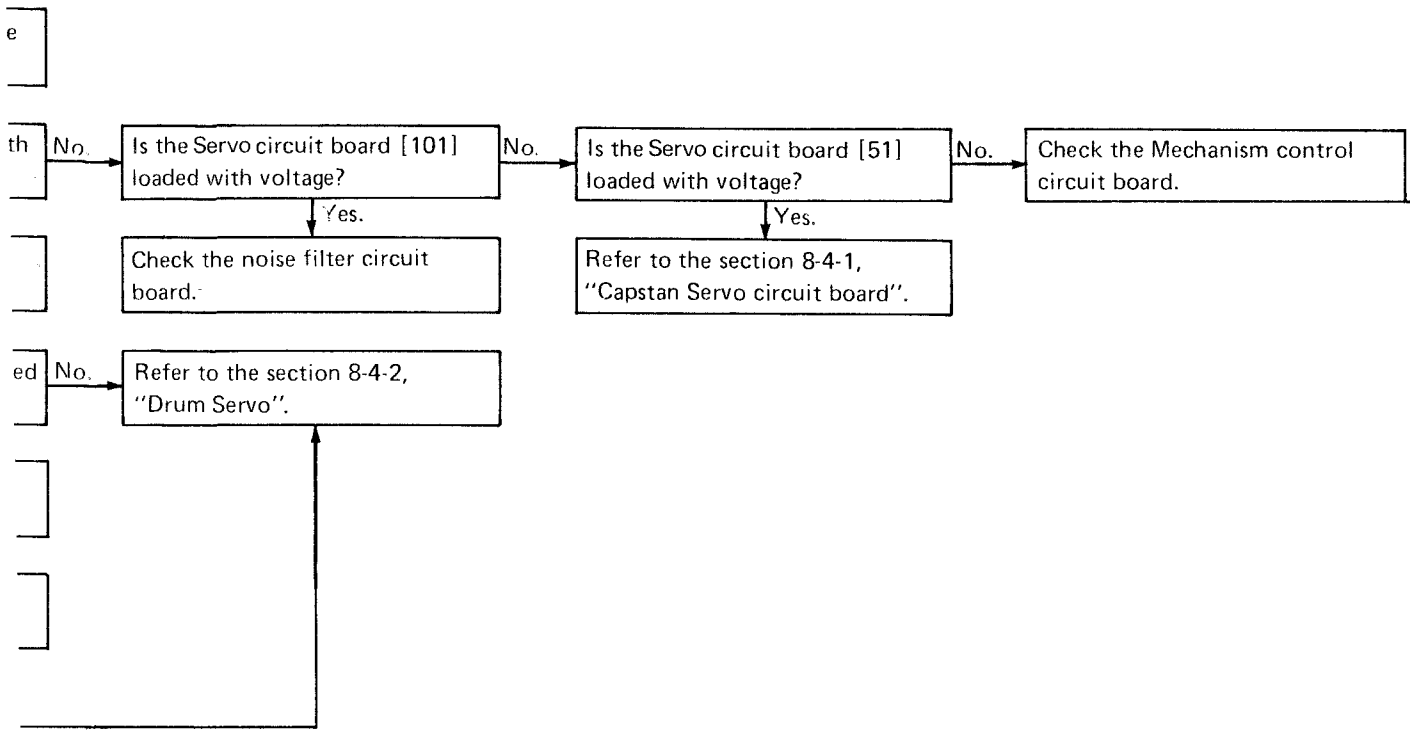 e
th No. Is the Servo circuit board [101] No. Is the Servo circuit board [51] No. Check the Mechanism control
loaded with voltage? loaded with voltage? circuit board.
Yes. Yes.
Check the noise filter circuit Refer to the section 8-4-1,
board. "Capstan Servo circuit board".
ed No. Refer to the section 8-4-2,
"Drum Servo".